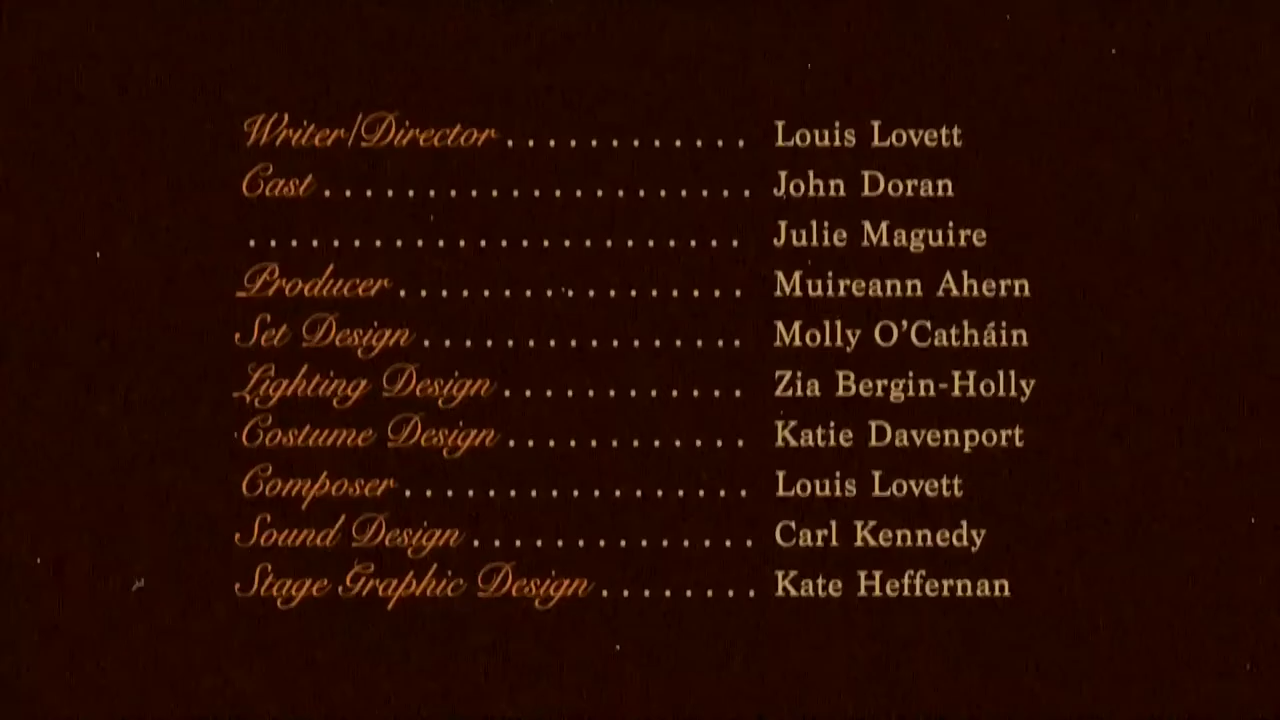 Writer/Director . . . . . . . . . . . . Louis Lovett
Cast . . . . . . . . . . . . . . . . . . . . . John Doran
. . . . . . . . . . . . . . . . . . . . . . . . Julie Maguire
Producer . . . . . . . . . . . . . . . . . Muireann Ahern
Set Design . . . . . . . . . . . . . . . . Molly O’Catháin
Lighting Design . . . . . . . . . . . . Zia Bergin-Holly
Costume Design . . . . . . . . . . . . Katie Davenport
Composer . . . . . . . . . . . . . . . . . Louis Lovett
Sound Design . . . . . . . . . . . . . . Carl Kennedy
Stage Graphic Design . . . . . . . . Kate Heffernan